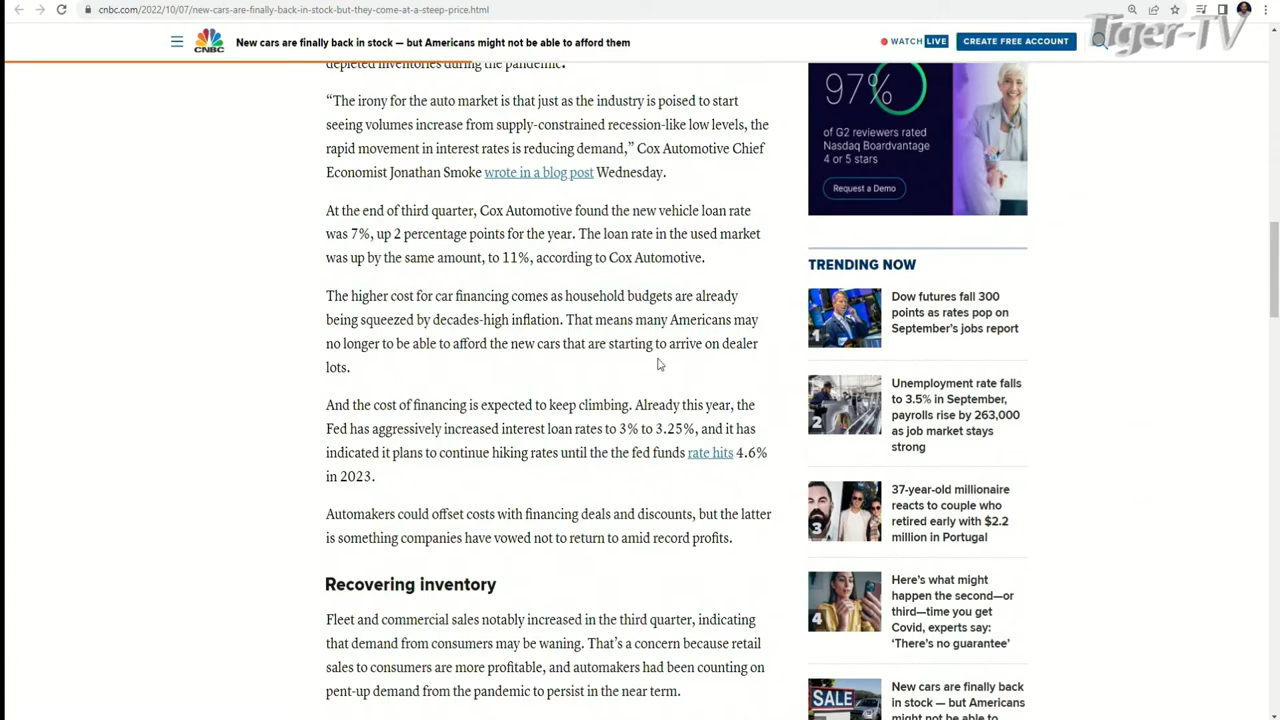 cnbc.com/2022/10/07/new-cars-are-finally-back-in-stock-but-they-come-at-a-steep-price.html
CNBC
New cars are finally back in stock — but Americans might not be able to afford them
WATCH LIVE
CREATE FREE ACCOUNT
Tiger-TV
depleted inventories during the pandemic.
“The irony for the auto market is that just as the industry is poised to start
seeing volumes increase from supply-constrained recession-like low levels, the
rapid movement in interest rates is reducing demand,” Cox Automotive Chief
Economist Jonathan Smoke wrote in a blog post Wednesday.
At the end of third quarter, Cox Automotive found the new vehicle loan rate
was 7%, up 2 percentage points for the year. The loan rate in the used market
was up by the same amount, to 11%, according to Cox Automotive.
The higher cost for car financing comes as household budgets are already
being squeezed by decades-high inflation. That means many Americans may
no longer to be able to afford the new cars that are starting to arrive on dealer
lots.
And the cost of financing is expected to keep climbing. Already this year, the
Fed has aggressively increased interest loan rates to 3% to 3.25%, and it has
indicated it plans to continue hiking rates until the the fed funds rate hits 4.6%
in 2023.
Automakers could offset costs with financing deals and discounts, but the latter
is something companies have vowed not to return to amid record profits.
Recovering inventory
Fleet and commercial sales notably increased in the third quarter, indicating
that demand from consumers may be waning. That’s a concern because retail
sales to consumers are more profitable, and automakers had been counting on
pent-up demand from the pandemic to persist in the near term.
97%
of G2 reviewers rated
Nasdaq Boardvantage
4 or 5 stars
Request a Demo
TRENDING NOW
1
Dow futures fall 300
points as rates pop on
September’s jobs report
2
Unemployment rate falls
to 3.5% in September,
payrolls rise by 263,000
as job market stays
strong
3
37-year-old millionaire
reacts to couple who
retired early with $2.2
million in Portugal
4
Here’s what might
happen the second—or
third—time you get
Covid, experts say:
‘There’s no guarantee’
SALE
New cars are finally back
in stock — but Americans
might not be able to